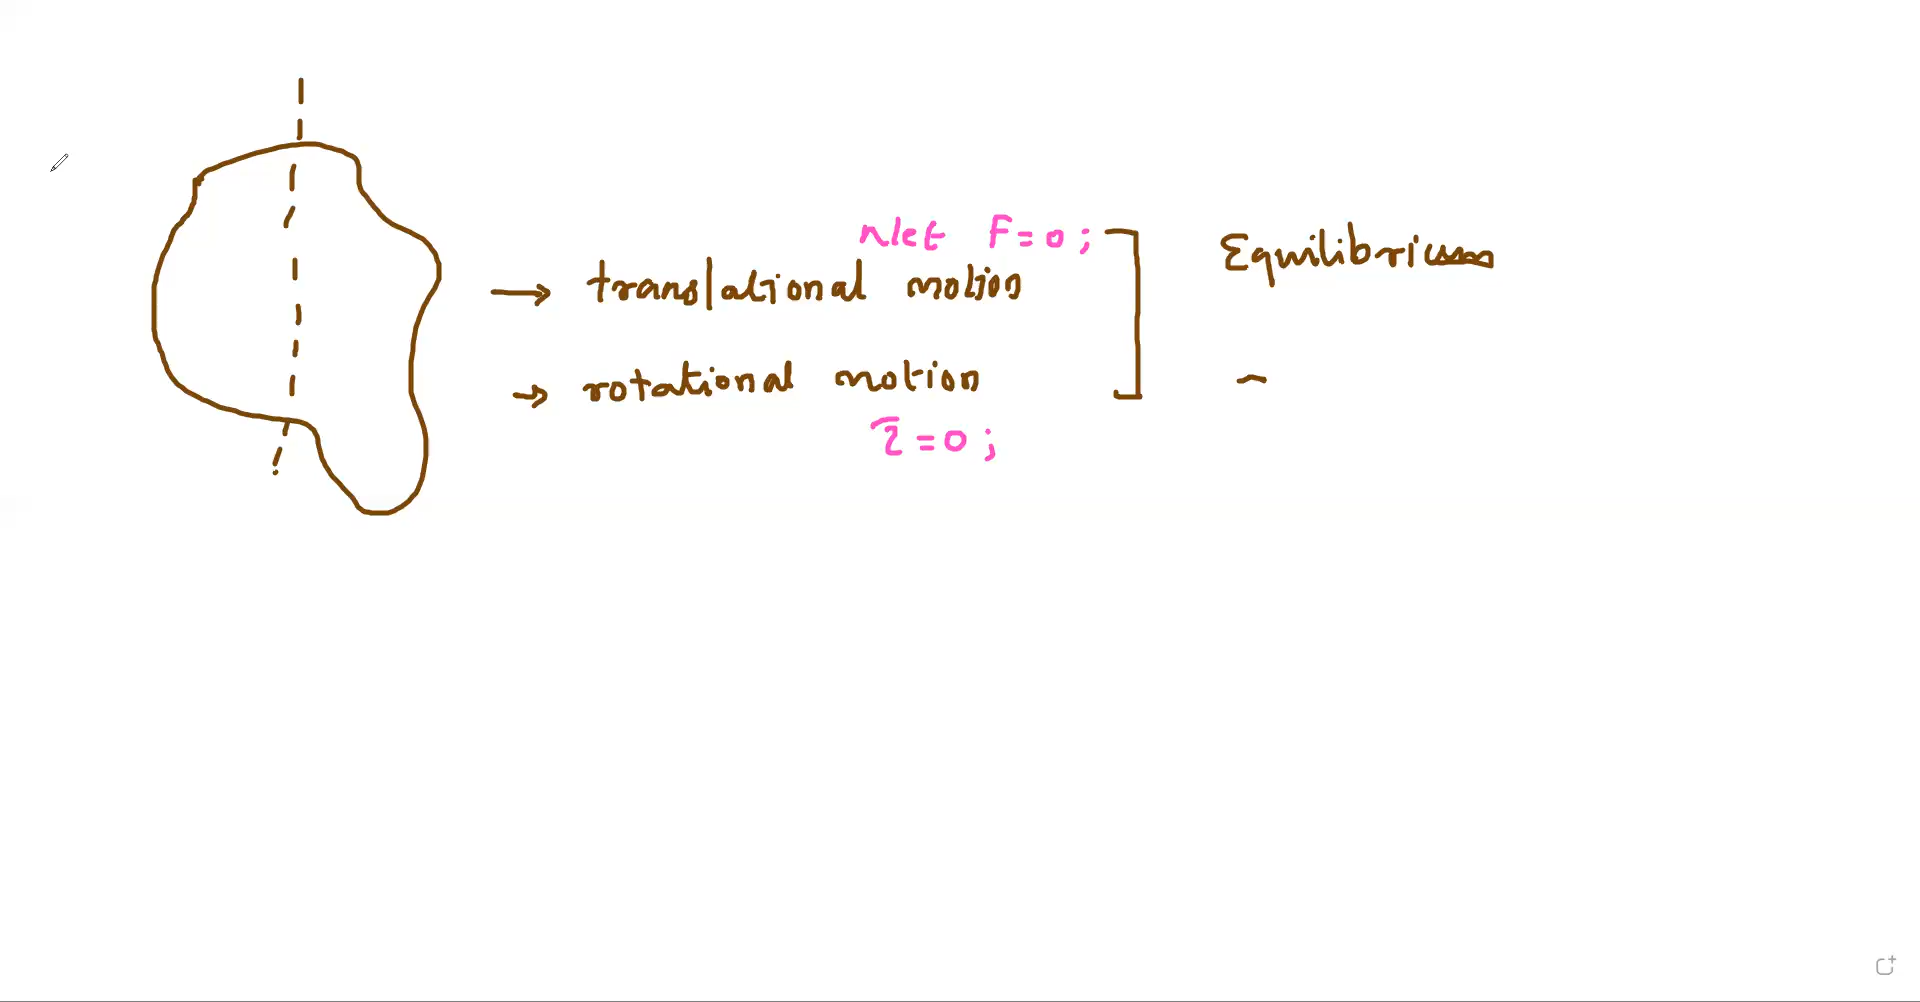 Net F = 0 ;
→ translational motion
Equilibrium
→ rotational motion
τ = 0 ;